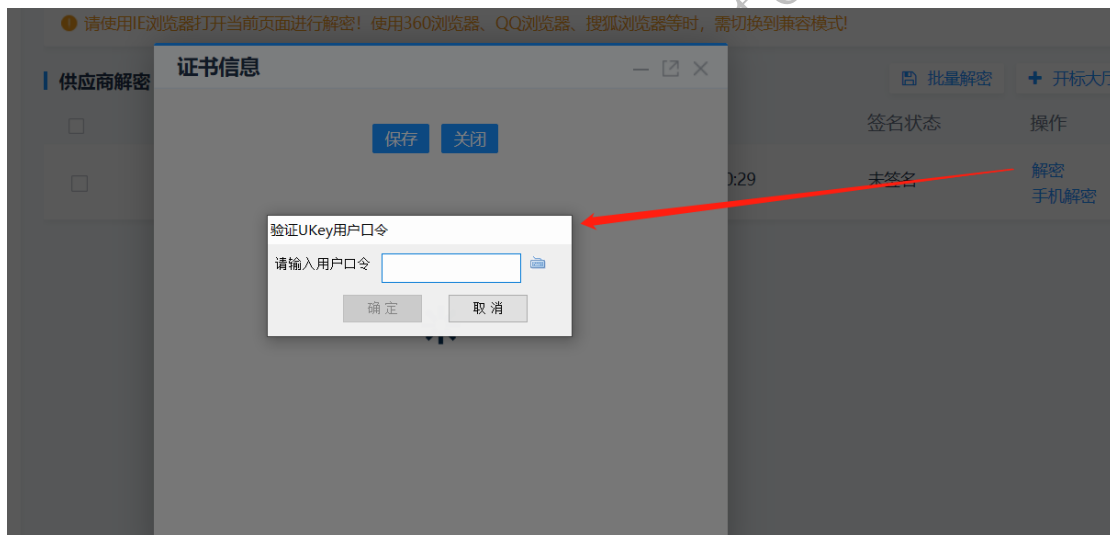 请使用IE浏览器打开当前页面进行解密！使用360浏览器、QQ浏览器、搜狐浏览器等时，需切换到兼容模式!
证书信息
供应商解密
批量解密
开标大厅
保存 关闭
签名状态 操作
0:29 未签名 解密
手机解密
验证UKey用户口令
请输入用户口令
确定 取消